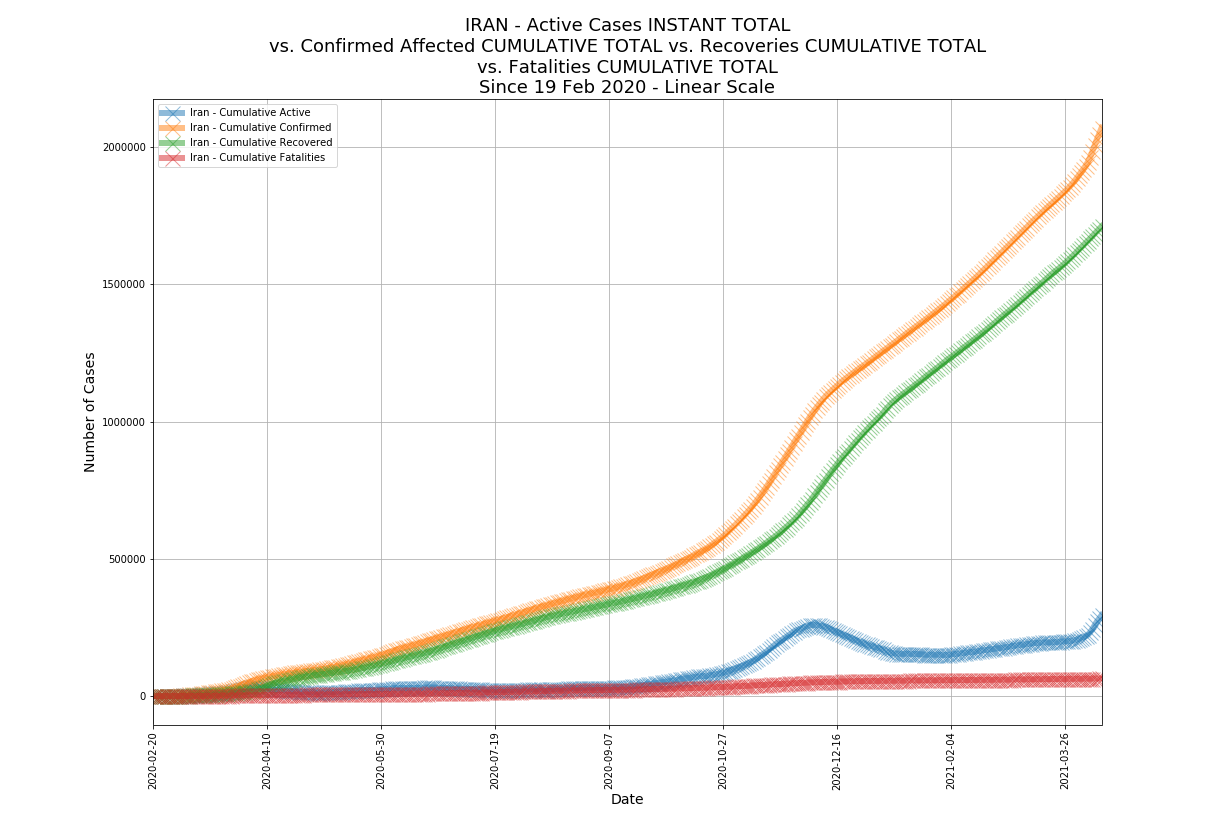 IRAN - Active Cases INSTANT TOTAL
vs. Confirmed Affected CUMULATIVE TOTAL vs. Recoveries CUMULATIVE TOTAL
vs. Fatalities CUMULATIVE TOTAL
Since 19 Feb 2020 - Linear Scale
Iran - Cumulative Active
Iran - Cumulative Confirmed
Iran - Cumulative Recovered
Iran - Cumulative Fatalities
2000000
1500000
1000000
500000
0
Number of Cases
2020-02-20
2020-04-10
2020-05-30
2020-07-19
2020-09-07
2020-10-27
2020-12-16
2021-02-04
2021-03-26
Date